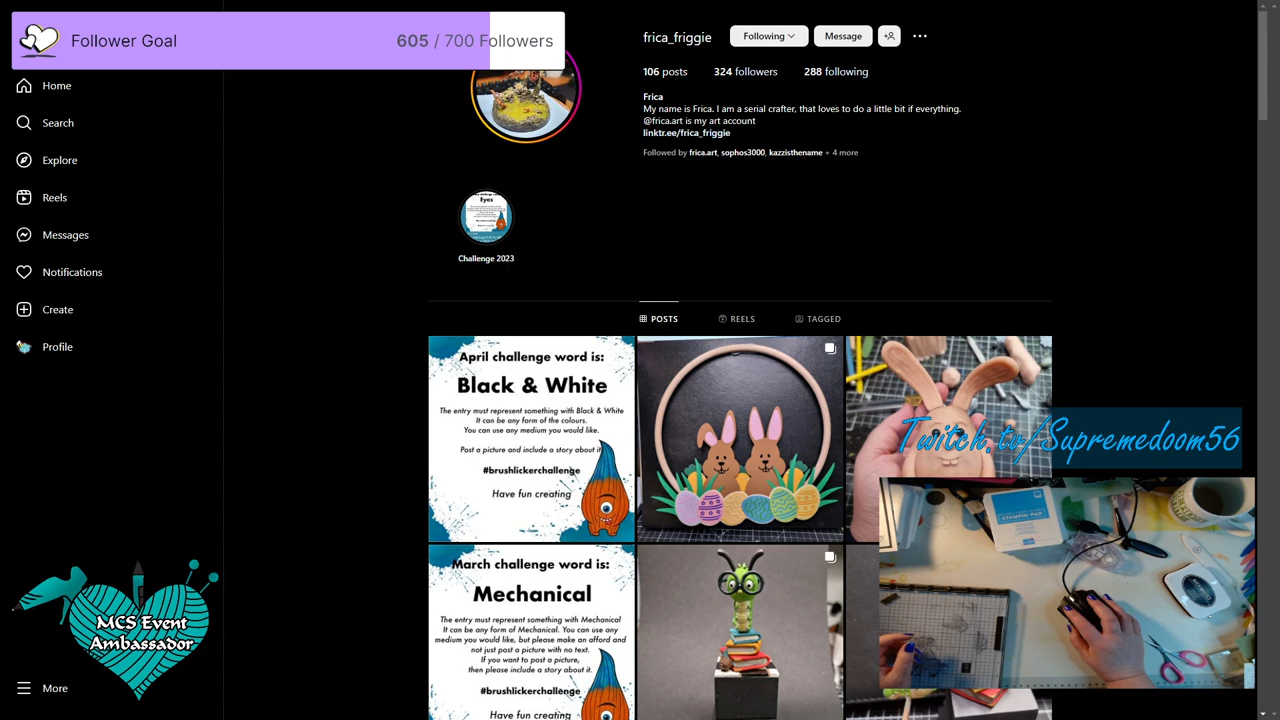 Follower Goal
605 / 700 Followers
Home
Search
Explore
Reels
Messages
Notifications
Create
Profile
More
MCS Event
Ambassador
frica_friggie
Following
Message
106 posts
324 followers
288 following
Frica
My name is Frica. I am a serial crafter, that loves to do a little bit if everything.
@frica.art is my art account
linktr.ee/frica_friggie
Followed by frica.art, sophos3000, kazzisthename + 4 more
Eyes
Challenge 2023
POSTS
REELS
TAGGED
April challenge word is:
Black & White
The entry must represent something with Black & White
It can be any form of the colours.
You can use any medium you would like.
Post a picture and include a story about it
#brushlickerchallenge
Have fun creating
Twitch.tv/Supremedoom56
March challenge word is:
Mechanical
The entry must represent something with Mechanical
It can be any form of Mechanical. You can use any
medium you would like, but please make an afford and
not just post a picture with no text.
If you want to post a picture,
then please include a story about it.
#brushlickerchallenge
Have fun creating
STAMPIN' PAD